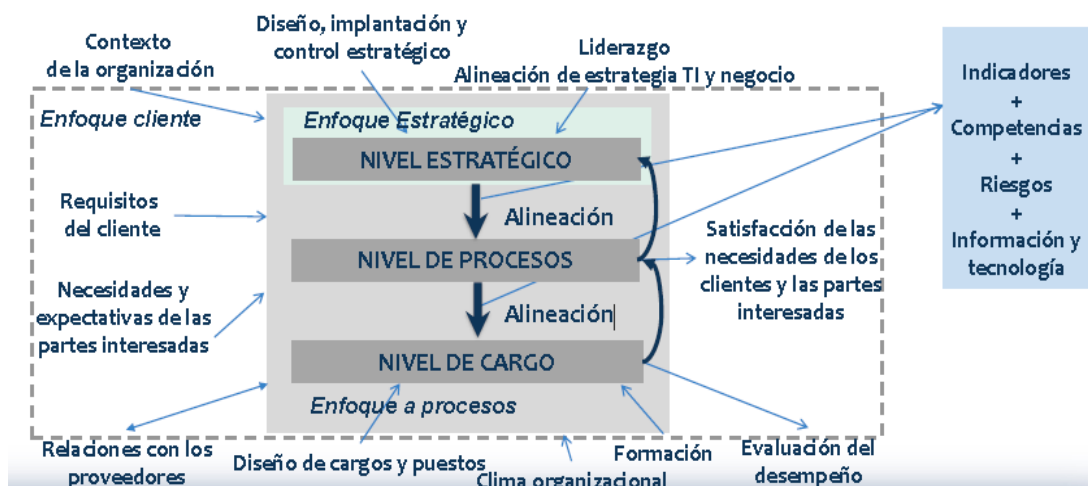 Diseño, implantación y
control estratégico
Contexto
de la organización
Liderazgo
Alineación de estrategia TI y negocio
Indicadores
+
Competencias
+
Riesgos
+
Información y
tecnología
Enfoque cliente
Enfoque Estratégico
NIVEL ESTRATÉGICO
Requisitos
del cliente
Alineación
NIVEL DE PROCESOS
Satisfacción de las
necesidades de los
clientes y las partes
interesadas
Necesidades y
expectativas de las
partes interesadas
Alineación
NIVEL DE CARGO
Enfoque a procesos
Relaciones con los
proveedores
Diseño de cargos y puestos
Clima organizacional
Formación
Evaluación del
desempeño